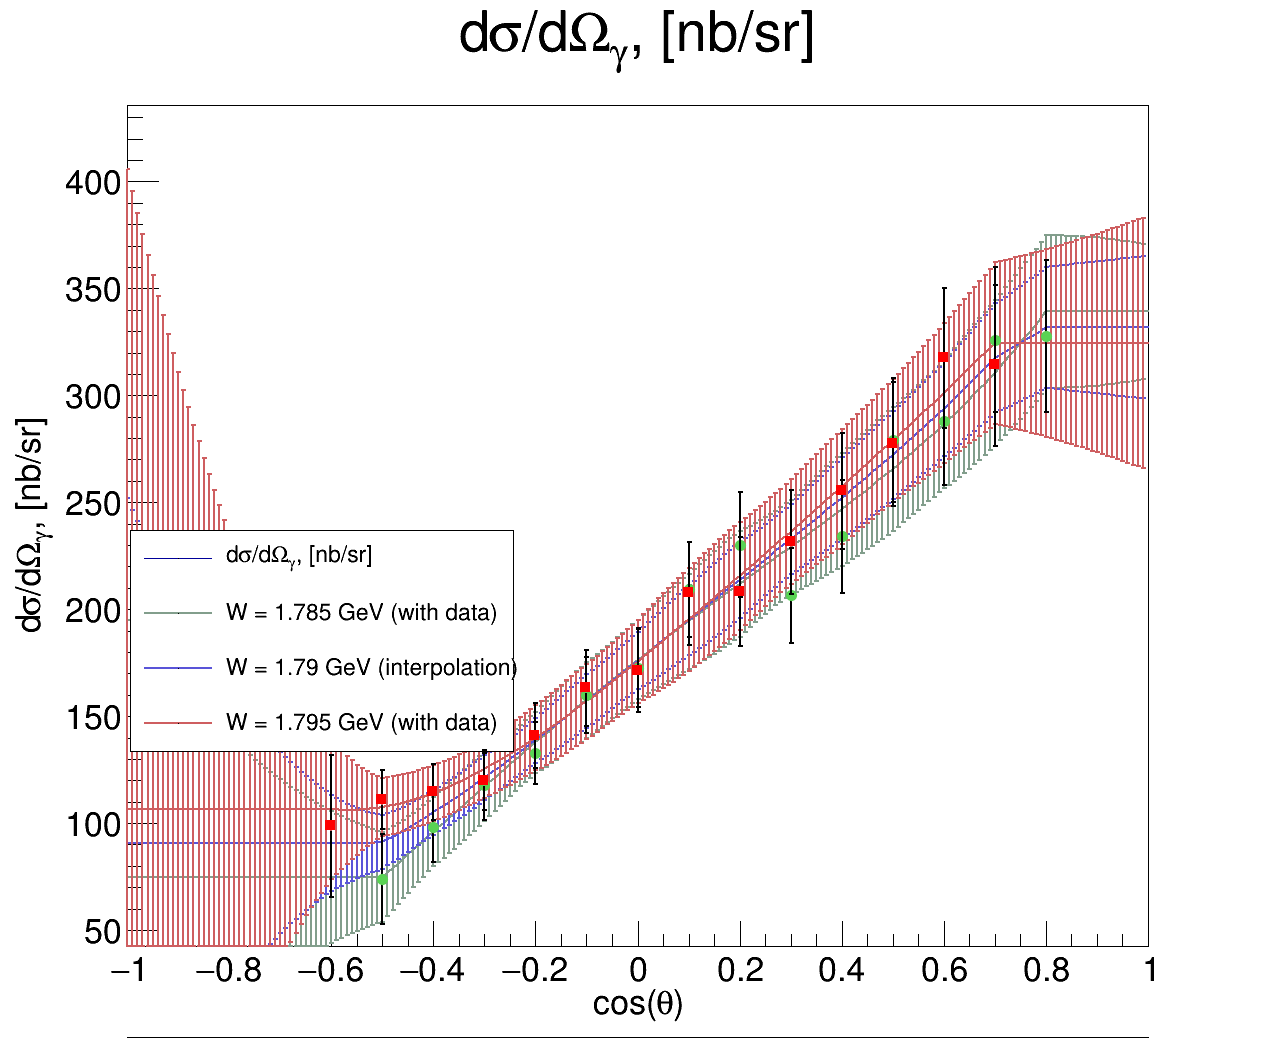 dσ/dΩγ, [nb/sr]
dσ/dΩγ, [nb/sr]
400
350
300
250
200
150
100
50
dσ/dΩγ, [nb/sr]
W = 1.785 GeV (with data)
W = 1.79 GeV (interpolation)
W = 1.795 GeV (with data)
−1 −0.8 −0.6 −0.4 −0.2 0 0.2 0.4 0.6 0.8 1
cos(θ)